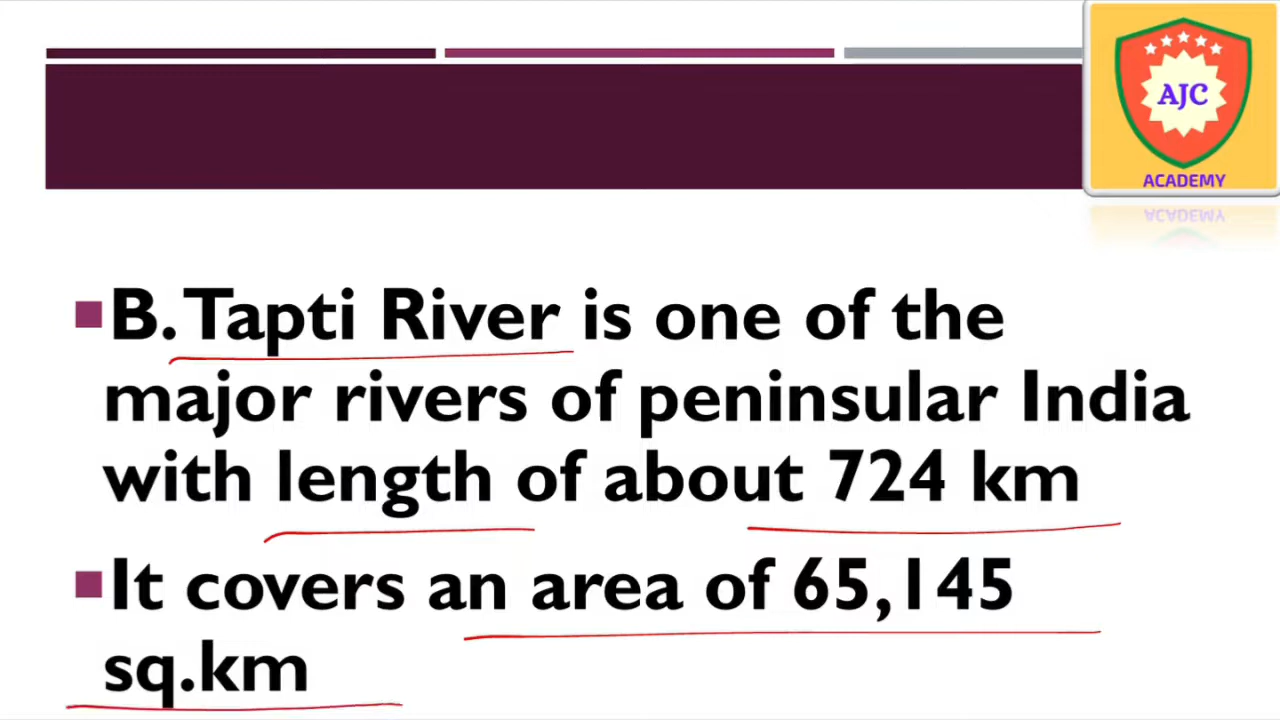 AJC
ACADEMY
B. Tapti River is one of the
major rivers of peninsular India
with length of about 724 km
It covers an area of 65,145
sq.km